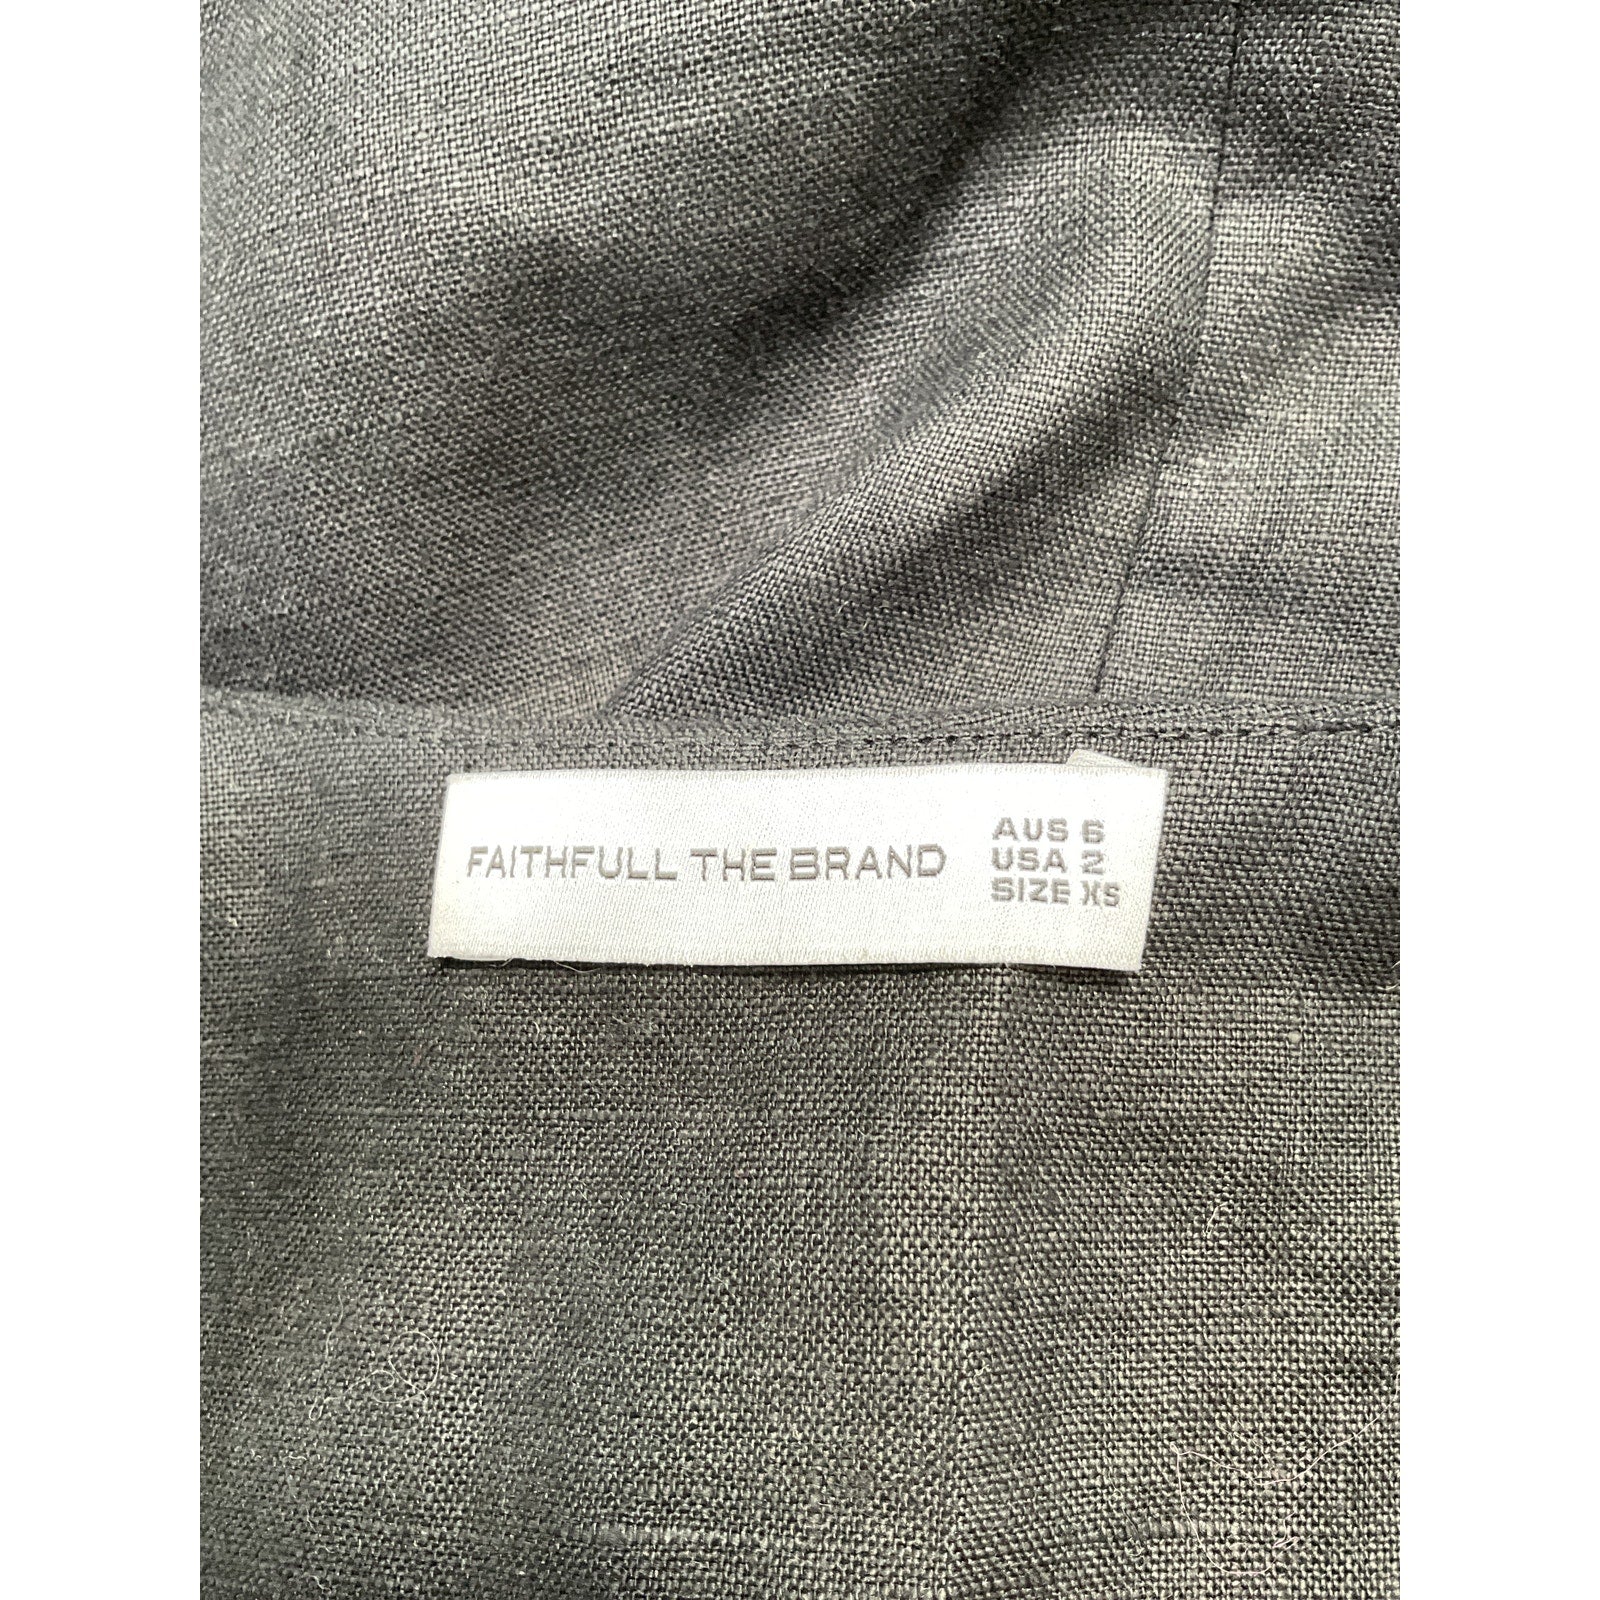 FAITHFULL THE BRAND
AUS 6
USA 2
SIZE XS